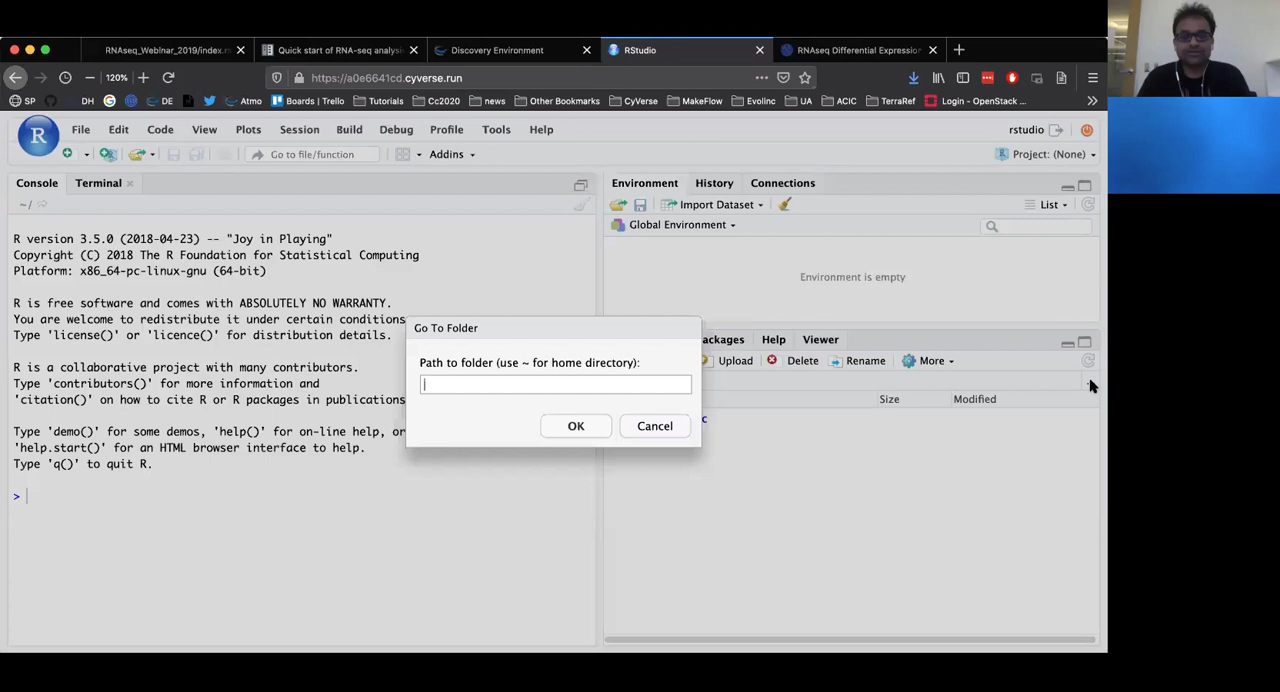 RNAseq_Webinar_2019/index.r
Quick start of RNA-seq analysi
Discovery Environment
RStudio
RNAseq Differential Expressio
120%
https://a0e6641cd.cyverse.run
SP
DH
DE
Atmo
Boards | Trello
Tutorials
Cc2020
news
Other Bookmarks
CyVerse
MakeFlow
Evolinc
UA
ACIC
TerraRef
Login - OpenStack ...
R
File Edit Code View Plots Session Build Debug Profile Tools Help
rstudio
Go to file/function
Addins
Project: (None)
Console Terminal
~/
R version 3.5.0 (2018-04-23) -- "Joy in Playing"
Copyright (C) 2018 The R Foundation for Statistical Computing
Platform: x86_64-pc-linux-gnu (64-bit)
R is free software and comes with ABSOLUTELY NO WARRANTY.
You are welcome to redistribute it under certain conditions
Type 'license()' or 'licence()' for distribution details.
R is a collaborative project with many contributors.
Type 'contributors()' for more information and
'citation()' on how to cite R or R packages in publications
Type 'demo()' for some demos, 'help()' for on-line help, or
'help.start()' for an HTML browser interface to help.
Type 'q()' to quit R.
>
Environment History Connections
Import Dataset
List
Global Environment
Environment is empty
ackages Help Viewer
Upload Delete Rename More
Size Modified
c
Go To Folder
Path to folder (use ~ for home directory):
OK Cancel